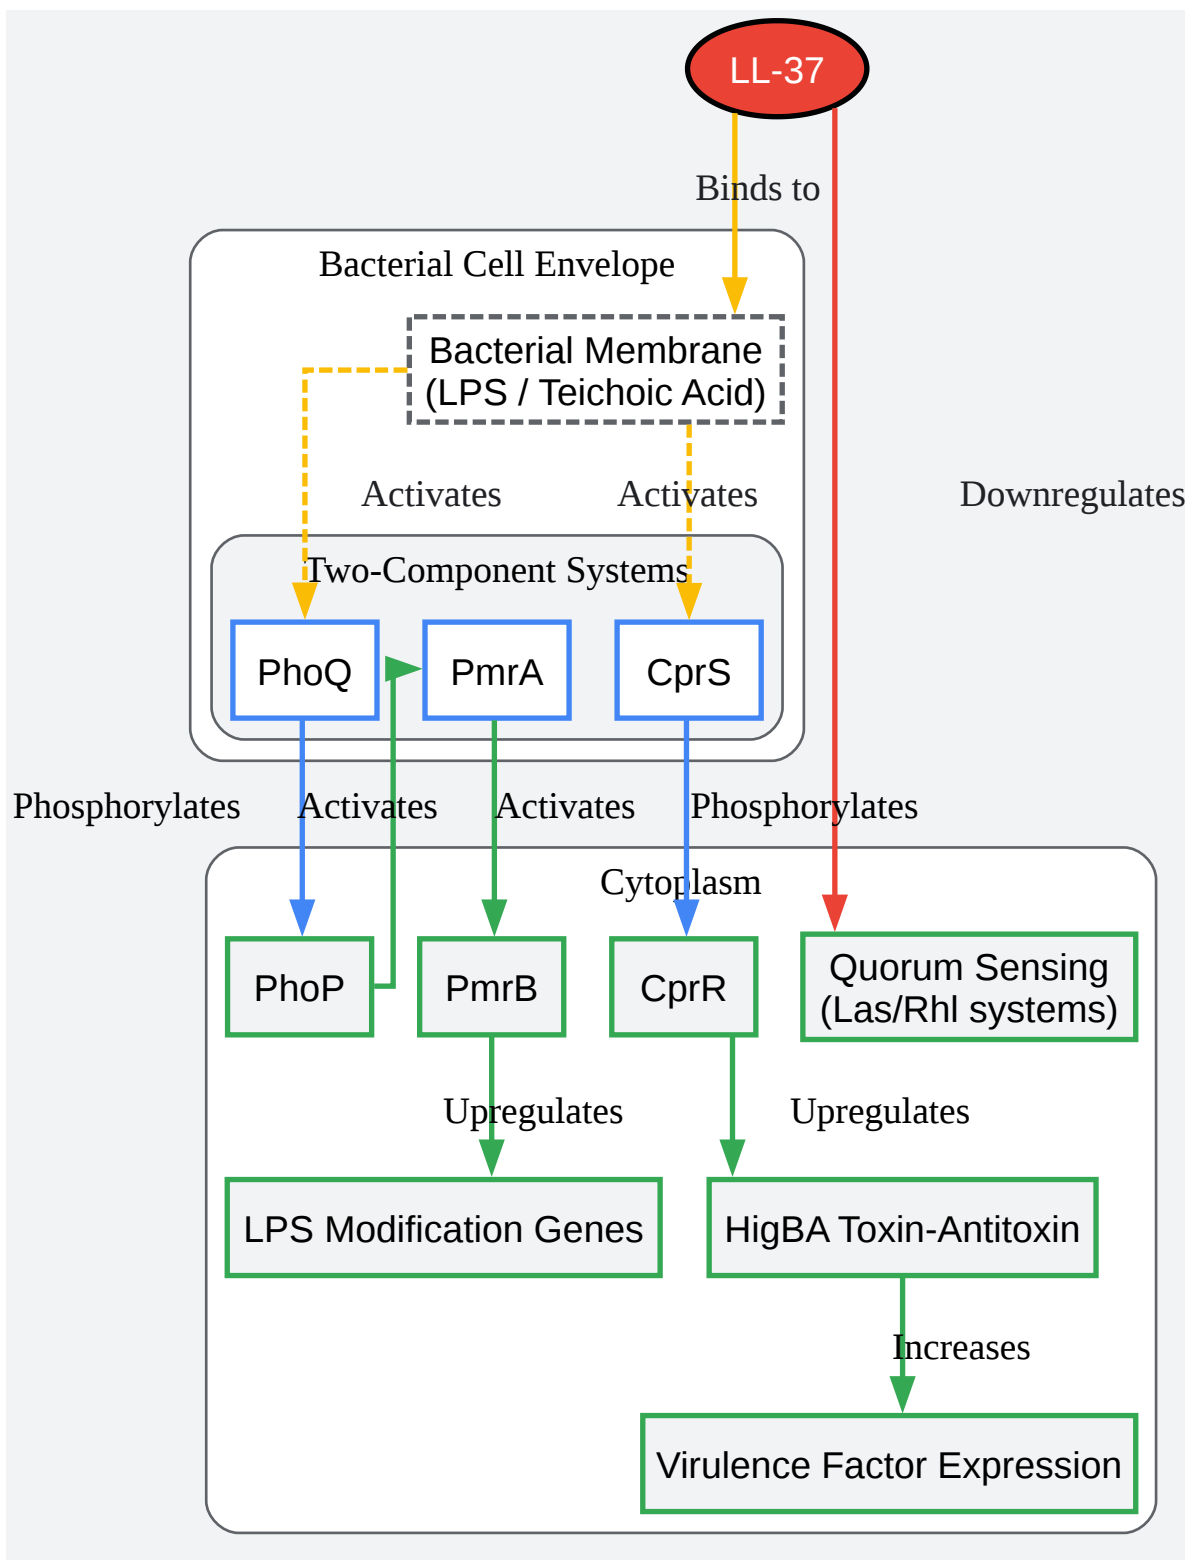 LL-37
Binds to
Bacterial Cell Envelope
Bacterial Membrane
(LPS / Teichoic Acid)
Activates
Activates
Downregulates
Two-Component Systems
PhoQ
PmrA
CprS
Phosphorylates
Activates
Activates
Phosphorylates
Cytoplasm
PhoP
PmrB
CprR
Quorum Sensing
(Las/Rhl systems)
Upregulates
Upregulates
LPS Modification Genes
HigBA Toxin-Antitoxin
Increases
Virulence Factor Expression